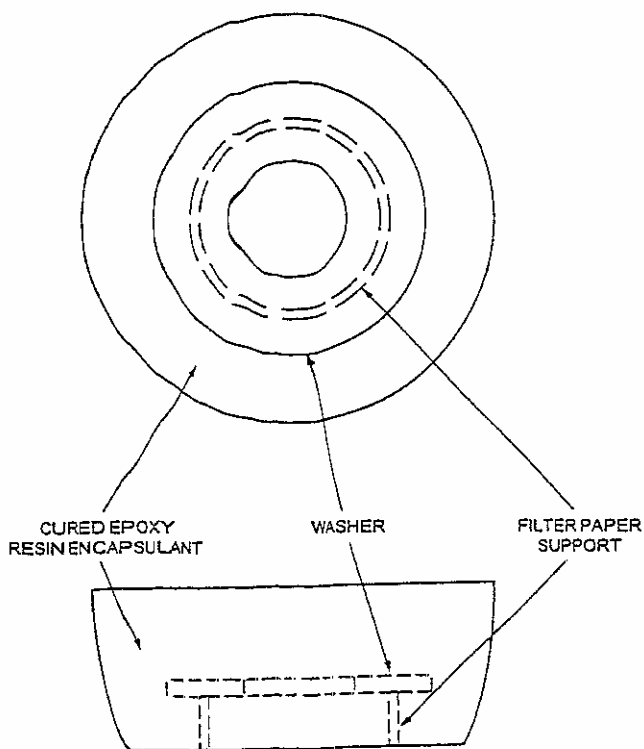 CURED EPOXY
RESIN ENCAPSULANT
WASHER
FILTER PAPER
SUPPORT